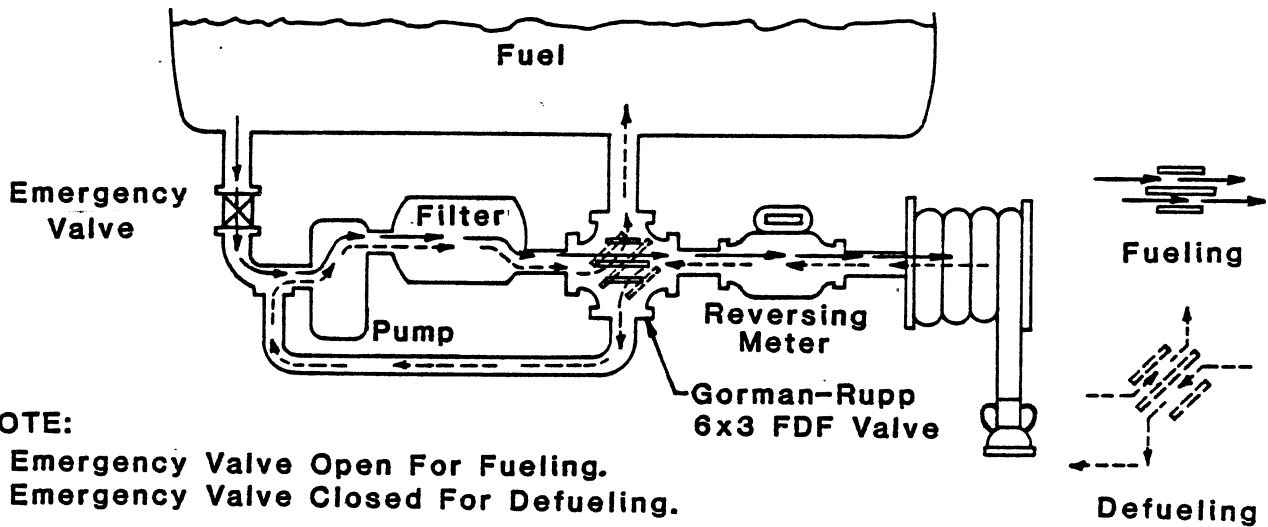 Fuel
Emergency
Valve
Filter
Pump
Reversing
Meter
Gorman-Rupp
6x3 FDF Valve
Fueling
Defueling
OTE:
Emergency Valve Open For Fueling.
Emergency Valve Closed For Defueling.